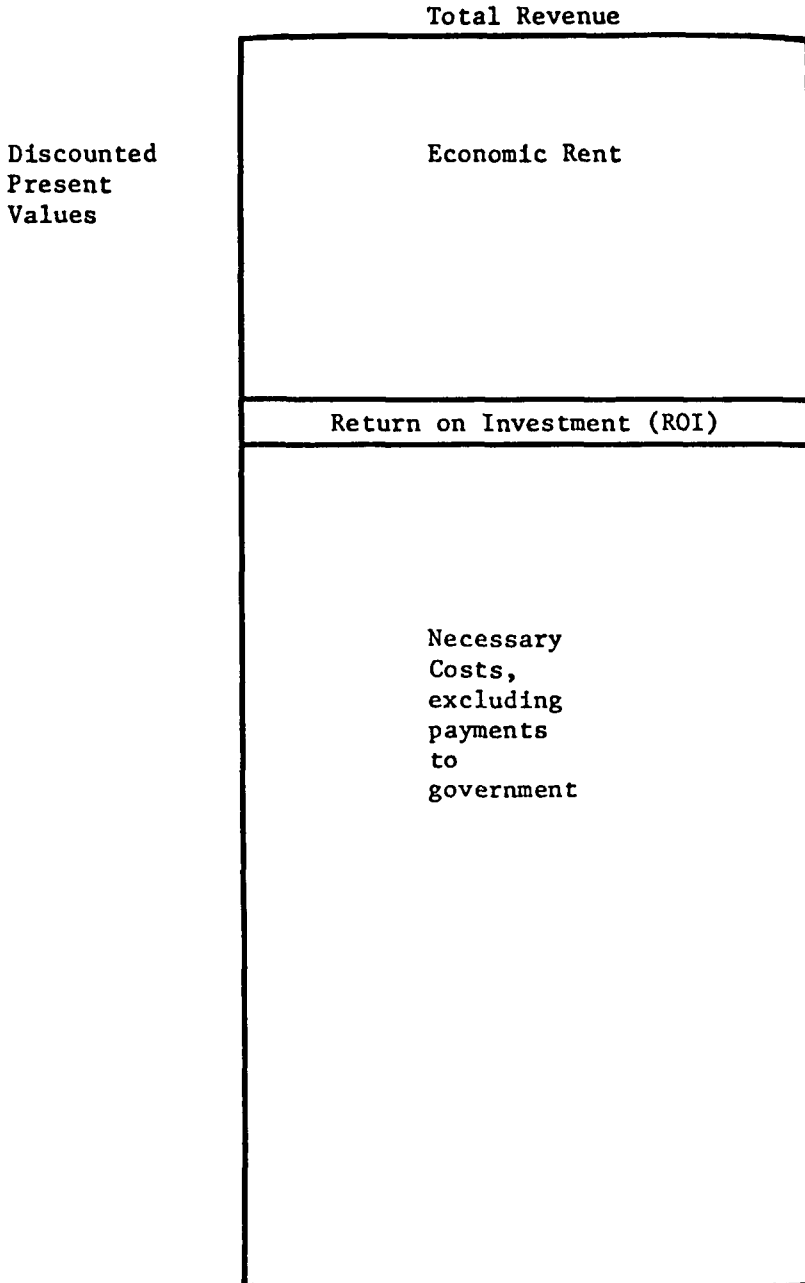 Total Revenue
Discounted
Present
Values
Economic Rent
Return on Investment (ROI)
Necessary
Costs,
excluding
payments
to
government